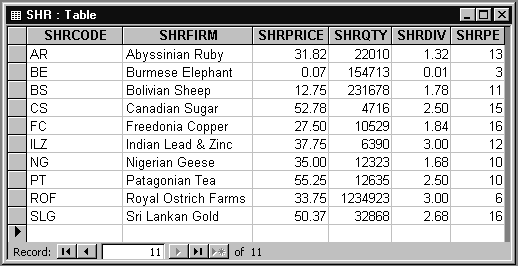 SHR : Table
SHRCODE SHRFIRM SHRPRICE SHRQTY SHRDIV SHRPE
AR Abyssinian Ruby 31.82 22010 1.32 13
BE Burmese Elephant 0.07 154713 0.01 3
BS Bolivian Sheep 12.75 231678 1.78 11
CS Canadian Sugar 52.78 4716 2.50 15
FC Freedonia Copper 27.50 10529 1.84 16
ILZ Indian Lead & Zinc 37.75 6390 3.00 12
NG Nigerian Geese 35.00 12323 1.68 10
PT Patagonian Tea 55.25 12635 2.50 10
ROF Royal Ostrich Farms 33.75 1234923 3.00 6
SLG Sri Lankan Gold 50.37 32868 2.68 16
Record: 11 of 11